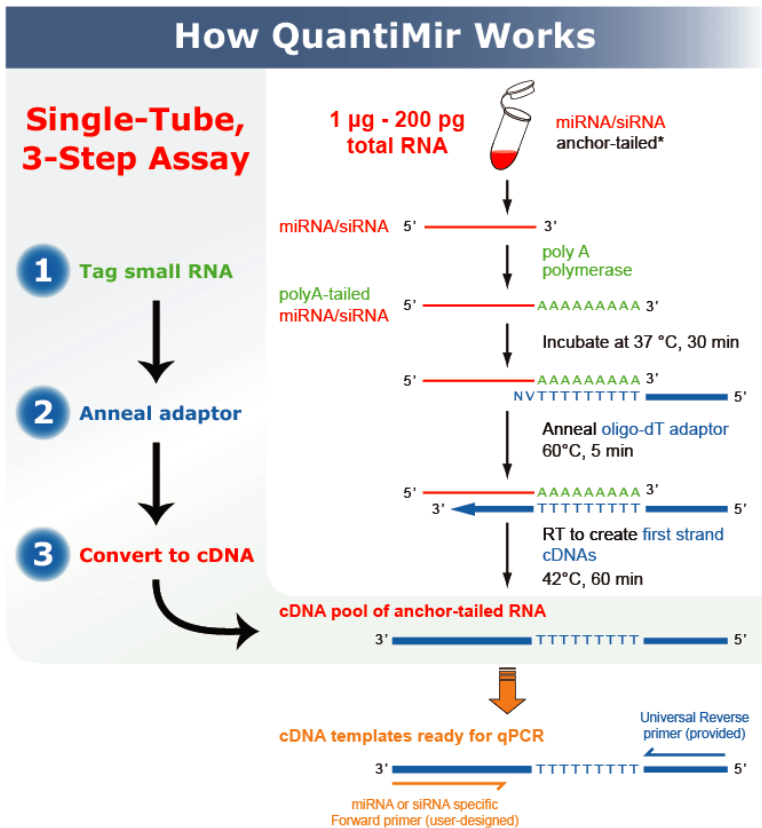 How QuantiMir Works
Single-Tube,
3-Step Assay
1 µg - 200 pg
total RNA
miRNA/siRNA
anchor-tailed*
miRNA/siRNA 5’ 3’
1 Tag small RNA
poly A
polymerase
polyA-tailed
miRNA/siRNA
5’ AAAAAAAAA 3’
Incubate at 37 °C, 30 min
5’ AAAAAAAAA 3’
NVTTTTTTTTT 5’
2 Anneal adaptor
Anneal oligo-dT adaptor
60°C, 5 min
5’ AAAAAAAAA 3’
3’ TTTTTTTTT 5’
3 Convert to cDNA
RT to create first strand
cDNAs
42°C, 60 min
cDNA pool of anchor-tailed RNA
3’ TTTTTTTTT 5’
cDNA templates ready for qPCR
Universal Reverse
primer (provided)
3’ TTTTTTTTT 5’
miRNA or siRNA specific
Forward primer (user-designed)